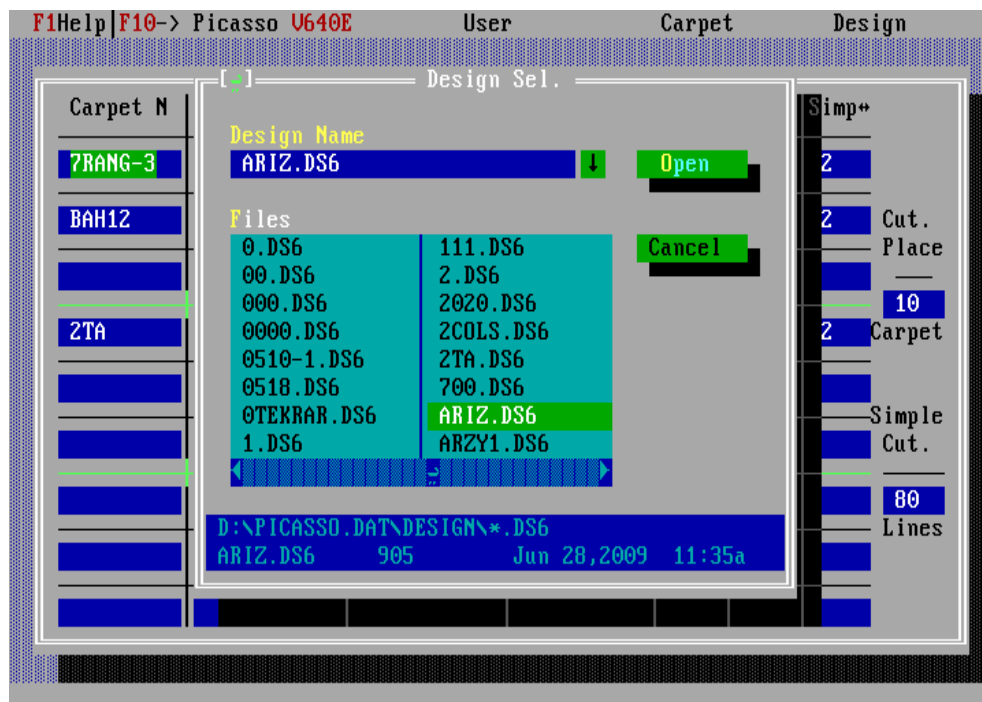 F1Help F10-> Picasso V640E User Carpet Design
[ ] Design Sel.
Carpet N
Simp↔
Design Name
7RANG-3
ARIZ.DS6 ↓
Open
2
BAH12
Files
2
Cut.
0.DS6 111.DS6
Cancel
Place
00.DS6 2.DS6
000.DS6 2020.DS6
10
2TA
0000.DS6 2COLS.DS6
2
Carpet
0510-1.DS6 2TA.DS6
0518.DS6 700.DS6
0TEKRAR.DS6 ARIZ.DS6
Simple
1.DS6 ARZY1.DS6
Cut.
80
D:\PICASSO.DAT\DESIGN\*.DS6
Lines
ARIZ.DS6 905 Jun 28,2009 11:35a